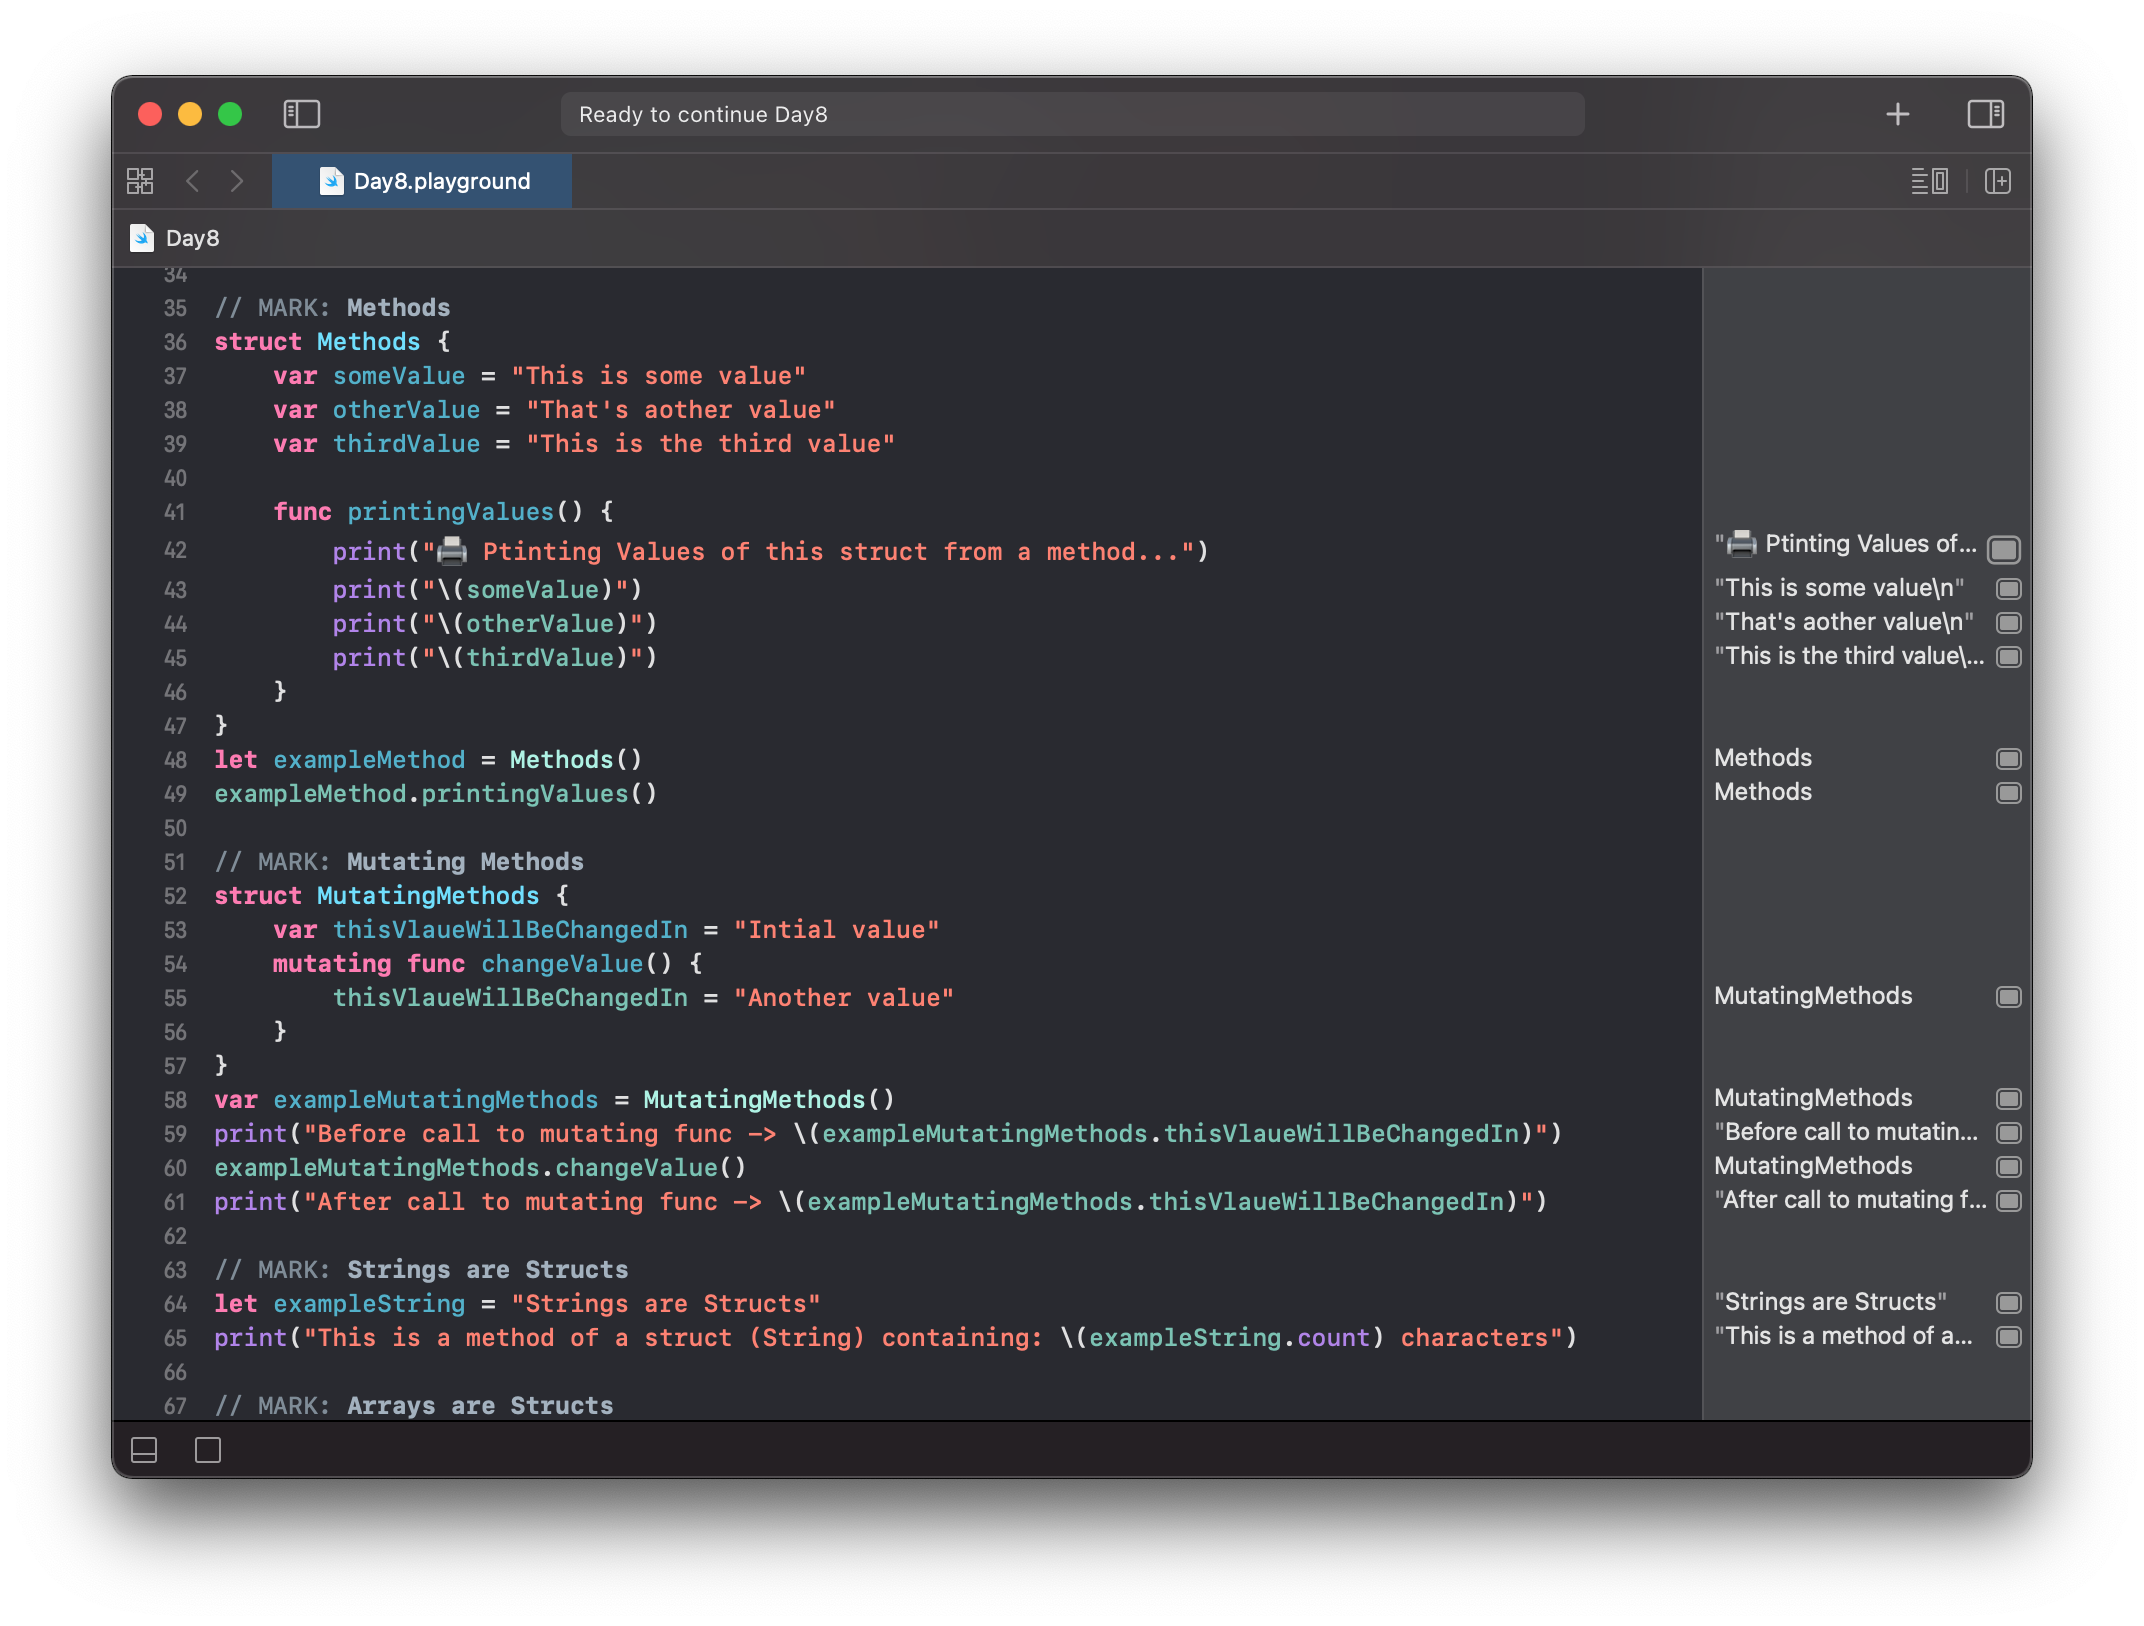 Ready to continue Day8
Day8.playground
Day8
34
35 // MARK: Methods
36 struct Methods {
37     var someValue = "This is some value"
38     var otherValue = "That's aother value"
39     var thirdValue = "This is the third value"
40
41     func printingValues() {
42         print("🖨 Ptinting Values of this struct from a method...") "🖨 Ptinting Values of...
43         print("\(someValue)") "This is some value\n"
44         print("\(otherValue)") "That's aother value\n"
45         print("\(thirdValue)") "This is the third value\...
46     }
47 }
48 let exampleMethod = Methods() Methods
49 exampleMethod.printingValues() Methods
50
51 // MARK: Mutating Methods
52 struct MutatingMethods {
53     var thisVlaueWillBeChangedIn = "Intial value"
54     mutating func changeValue() {
55         thisVlaueWillBeChangedIn = "Another value" MutatingMethods
56     }
57 }
58 var exampleMutatingMethods = MutatingMethods() MutatingMethods
59 print("Before call to mutating func -> \(exampleMutatingMethods.thisVlaueWillBeChangedIn)") "Before call to mutatin...
60 exampleMutatingMethods.changeValue() MutatingMethods
61 print("After call to mutating func -> \(exampleMutatingMethods.thisVlaueWillBeChangedIn)") "After call to mutating f...
62
63 // MARK: Strings are Structs
64 let exampleString = "Strings are Structs" "Strings are Structs"
65 print("This is a method of a struct (String) containing: \(exampleString.count) characters") "This is a method of a...
66
67 // MARK: Arrays are Structs